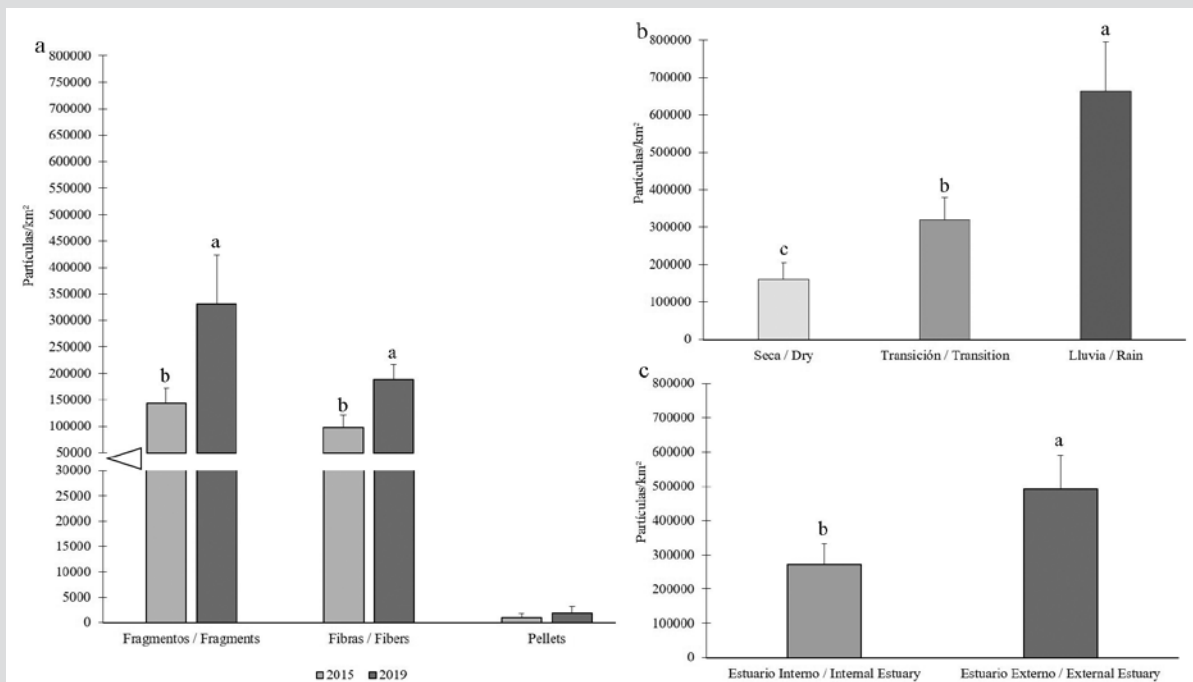 a
800000
750000
700000
650000
600000
550000
500000
450000
400000
350000
300000
250000
200000
150000
100000
50000
30000
25000
20000
15000
10000
5000
0
Partículas/km²
b
a
b
a
Fragmentos / Fragments
Fibras / Fibers
Pellets
2015
2019
b
800000
700000
600000
500000
400000
300000
200000
100000
0
Partículas/km²
c
b
a
Seca / Dry
Transición / Transition
Lluvia / Rain
c
800000
700000
600000
500000
400000
300000
200000
100000
0
Partículas/km²
b
a
Estuario Interno / Internal Estuary
Estuario Externo / External Estuary